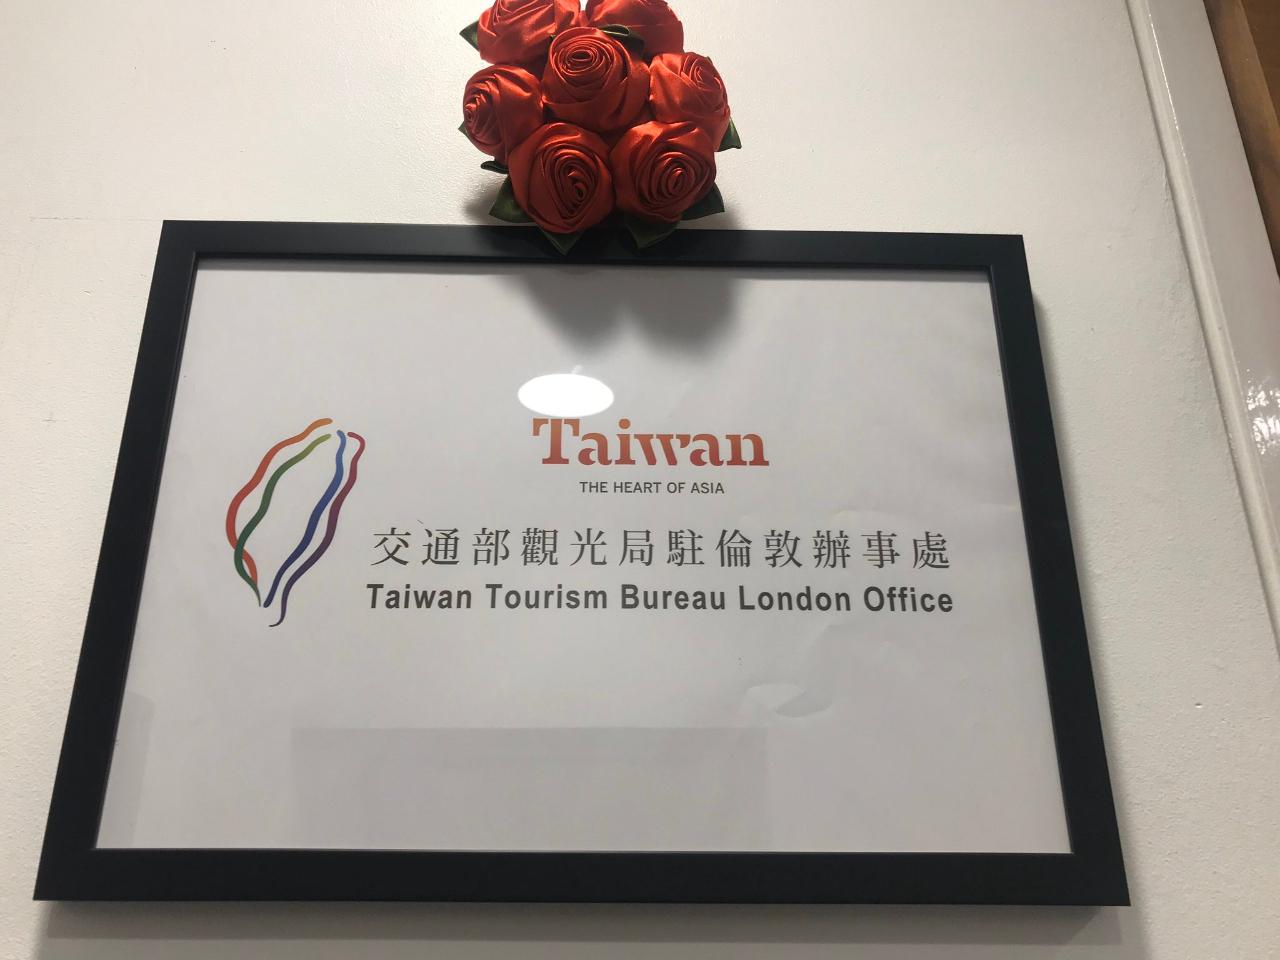 Taiwan
THE HEART OF ASIA
交通部觀光局駐倫敦辦事處
Taiwan Tourism Bureau London Office